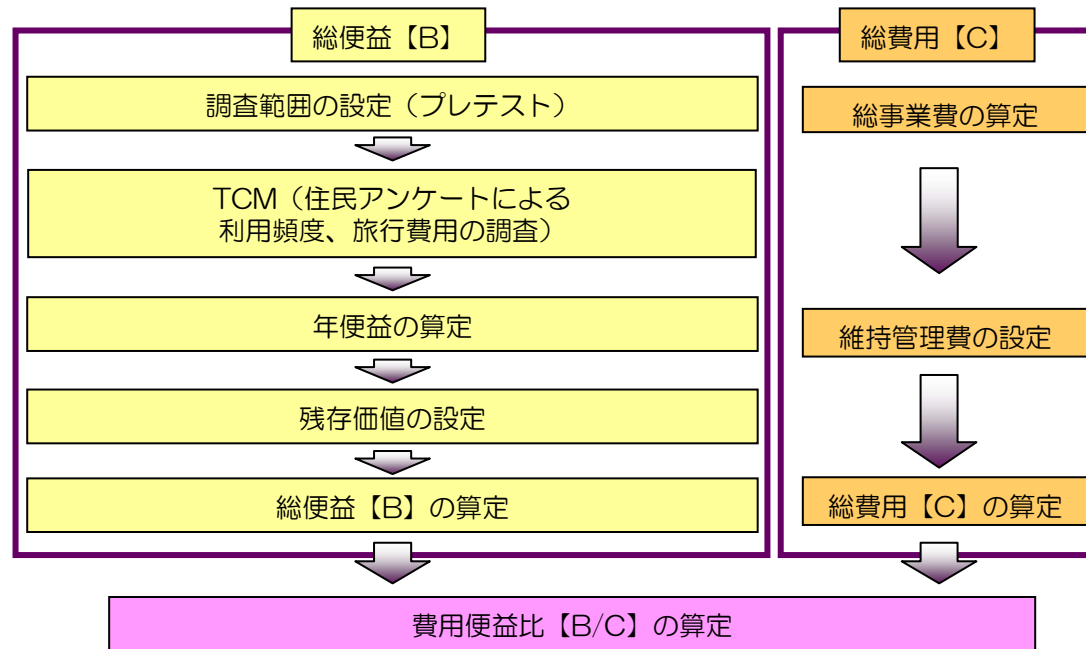 総便益【B】
調査範囲の設定（プレテスト）
TCM（住民アンケートによる
利用頻度、旅行費用の調査）
年便益の算定
残存価値の設定
総便益【B】の算定
総費用【C】
総事業費の算定
維持管理費の設定
総費用【C】の算定
費用便益比【B/C】の算定